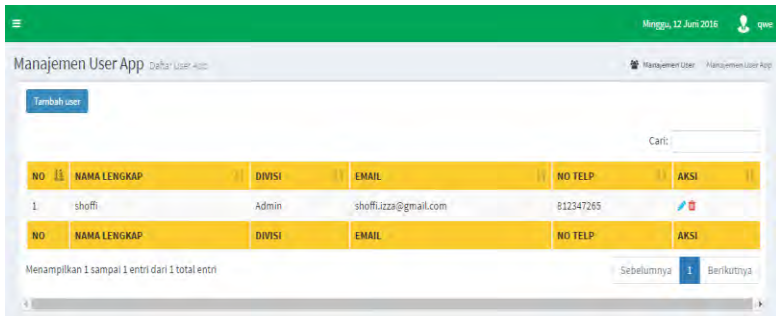 Minggu, 12 Juni 2016 qwe
Manajemen User App Daftar User App
Manajemen User Manajemen User App
Tambah user
Cari:
NO NAMA LENGKAP DIVISI EMAIL NO TELP AKSI
1 shoffi Admin shoffi.izza@gmail.com 812347265
NO NAMA LENGKAP DIVISI EMAIL NO TELP AKSI
Menampilkan 1 sampai 1 entri dari 1 total entri
Sebelumnya 1 Berikutnya